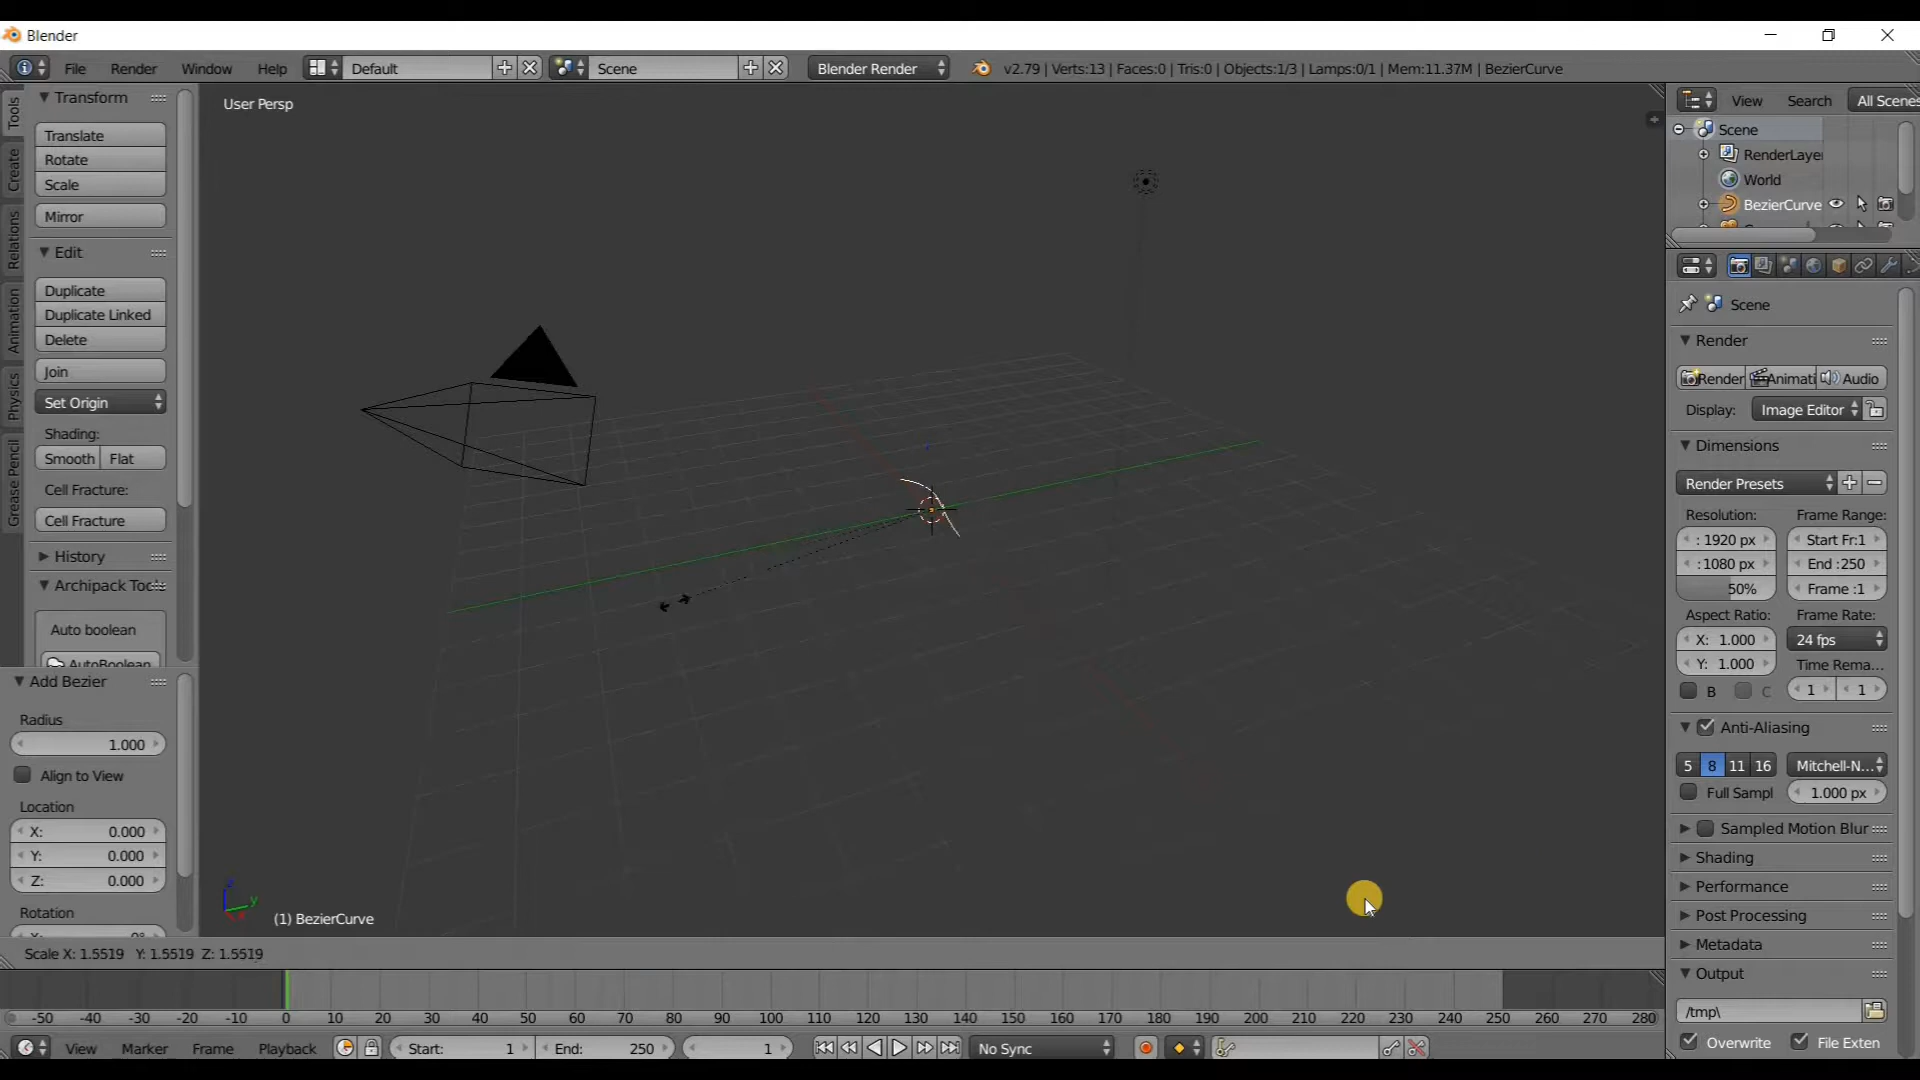 Blender
File Render Window Help Default Scene Blender Render v2.79 | Verts:13 | Faces:0 | Tris:0 | Objects:1/3 | Lamps:0/1 | Mem:11.37M | BezierCurve
Tools
Create
Relations
Animation
Physics
Grease Pencil
Transform
Translate
Rotate
Scale
Mirror
Edit
Duplicate
Duplicate Linked
Delete
Join
Set Origin
Shading:
Smooth Flat
Cell Fracture:
Cell Fracture
History
Archipack Tools
Auto boolean
AutoBoolean
Add Bezier
Radius
1.000
Align to View
Location
X: 0.000
Y: 0.000
Z: 0.000
Rotation
X: 0°
User Persp
z
y
x
(1) BezierCurve
Scale X: 1.5519 Y: 1.5519 Z: 1.5519
-50 -40 -30 -20 -10 0 10 20 30 40 50 60 70 80 90 100 110 120 130 140 150 160 170 180 190 200 210 220 230 240 250 260 270 280
View Marker Frame Playback Start: 1 End: 250 1 No Sync
View Search All Scenes
Scene
RenderLaye
World
BezierCurve
Scene
Render
Render Animati Audio
Display: Image Editor
Dimensions
Render Presets
Resolution: Frame Range:
: 1920 px Start Fr:1
:1080 px End :250
50% Frame :1
Aspect Ratio: Frame Rate:
X: 1.000 24 fps
Y: 1.000 Time Rema...
B C 1 1
Anti-Aliasing
5 8 11 16 Mitchell-N...
Full Sampl 1.000 px
Sampled Motion Blur
Shading
Performance
Post Processing
Metadata
Output
/tmp\
Overwrite File Exten